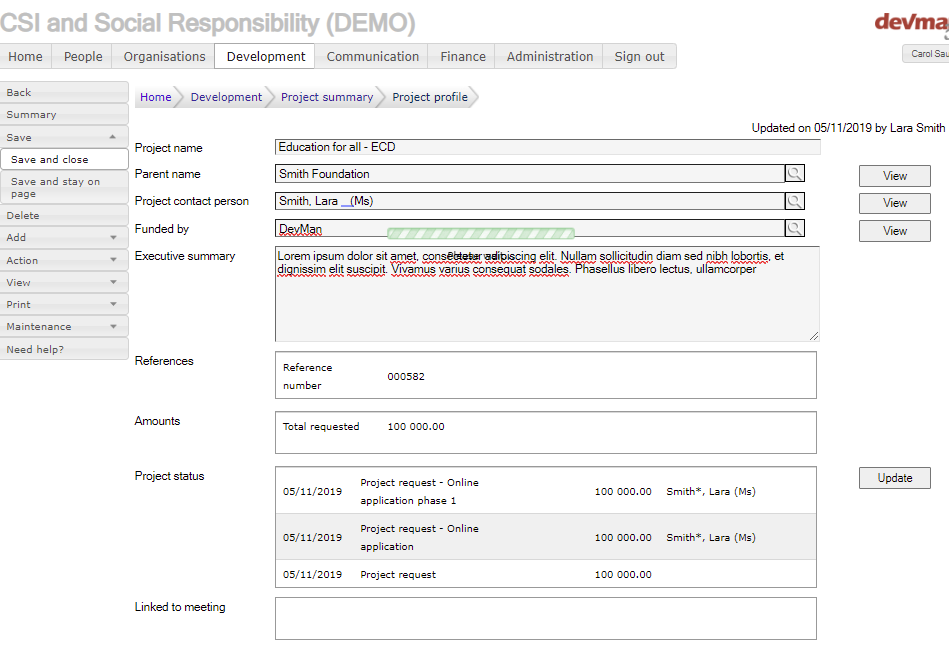 CSI and Social Responsibility (DEMO)
devma
Home People Organisations Development Communication Finance Administration Sign out
Carol Sau
Back
Summary
Save
Save and close
Save and stay on
page
Delete
Add
Action
View
Print
Maintenance
Need help?
Home Development Project summary Project profile
Updated on 05/11/2019 by Lara Smith
Project name Education for all - ECD
Parent name Smith Foundation View
Project contact person Smith, Lara __(Ms) View
Funded by DevMan View
Executive summary
Lorem ipsum dolor sit amet, consectetuer adipiscing elit. Nullam sollicitudin diam sed nibh lobortis, et
dignissim elit suscipit. Vivamus varius consequat sodales. Phasellus libero lectus, ullamcorper
References
Reference
number
000582
Amounts
Total requested 100 000.00
Project status
Update
05/11/2019 Project request - Online
application phase 1
100 000.00 Smith*, Lara (Ms)
05/11/2019 Project request - Online
application
100 000.00 Smith*, Lara (Ms)
05/11/2019 Project request 100 000.00
Linked to meeting